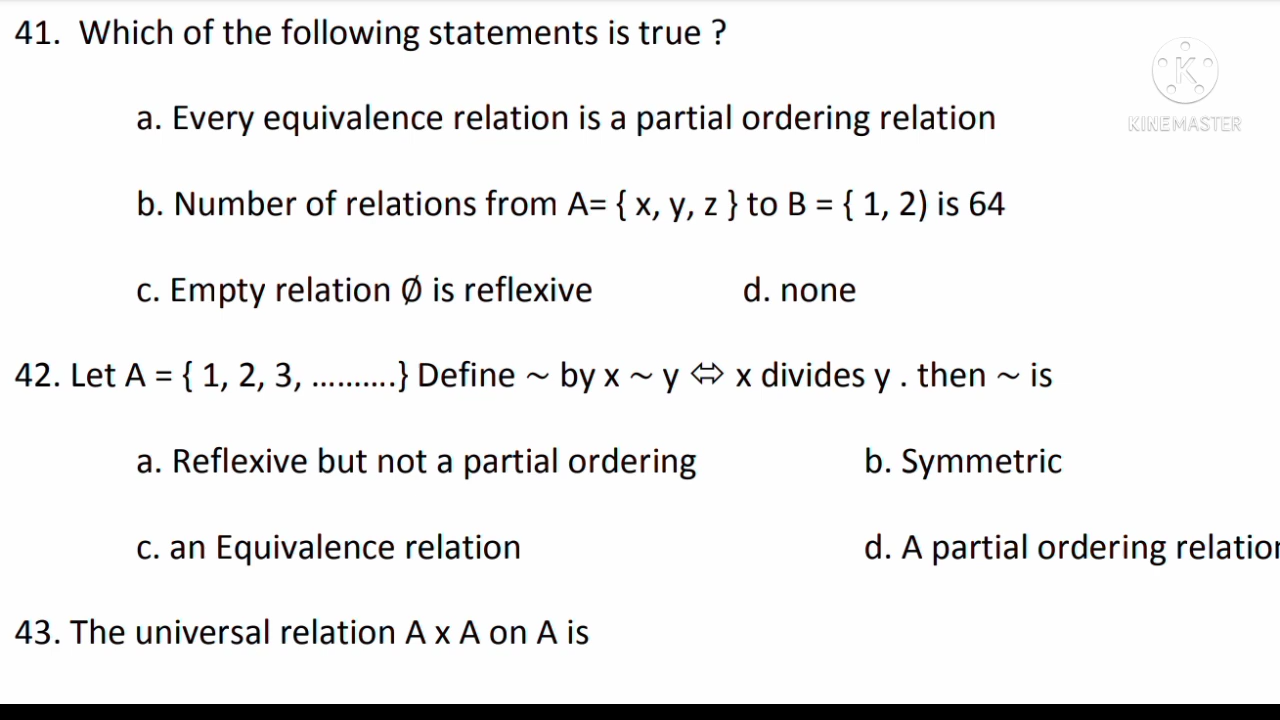 41. Which of the following statements is true ?
KINEMASTER
a. Every equivalence relation is a partial ordering relation
b. Number of relations from A= { x, y, z } to B = { 1, 2) is 64
c. Empty relation Ø is reflexive d. none
42. Let A = { 1, 2, 3, ..........} Define ~ by x ~ y ⇔ x divides y . then ~ is
a. Reflexive but not a partial ordering b. Symmetric
c. an Equivalence relation d. A partial ordering relation
43. The universal relation A x A on A is